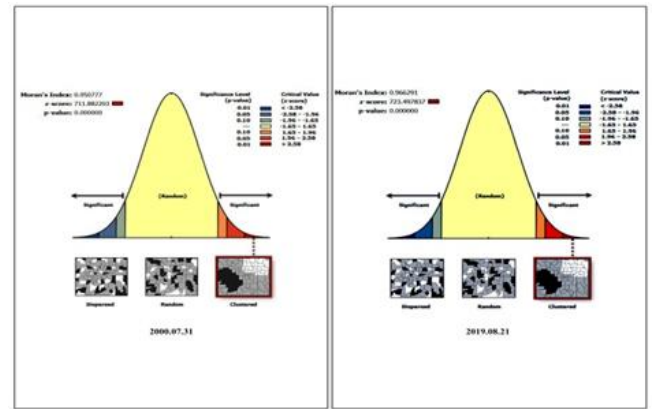 Moran's Index: 0.950777
z-score: 711.882203
p-value: 0.000000
Significance Level
(p-value)
Critical Value
(z-score)
0.01 < -2.58
0.05 -2.58 - -1.96
0.10 -1.96 - -1.65
— -1.65 - 1.65
0.10 1.65 - 1.96
0.05 1.96 - 2.58
0.01 > 2.58
Significant
(Random)
Significant
Dispersed
Random
Clustered
2000.07.31
Moran's Index: 0.966291
z-score: 723.497837
p-value: 0.000000
Significance Level
(p-value)
Critical Value
(z-score)
0.01 < -2.58
0.05 -2.58 - -1.96
0.10 -1.96 - -1.65
— -1.65 - 1.65
0.10 1.65 - 1.96
0.05 1.96 - 2.58
0.01 > 2.58
Significant
(Random)
Significant
Dispersed
Random
Clustered
2019.08.21